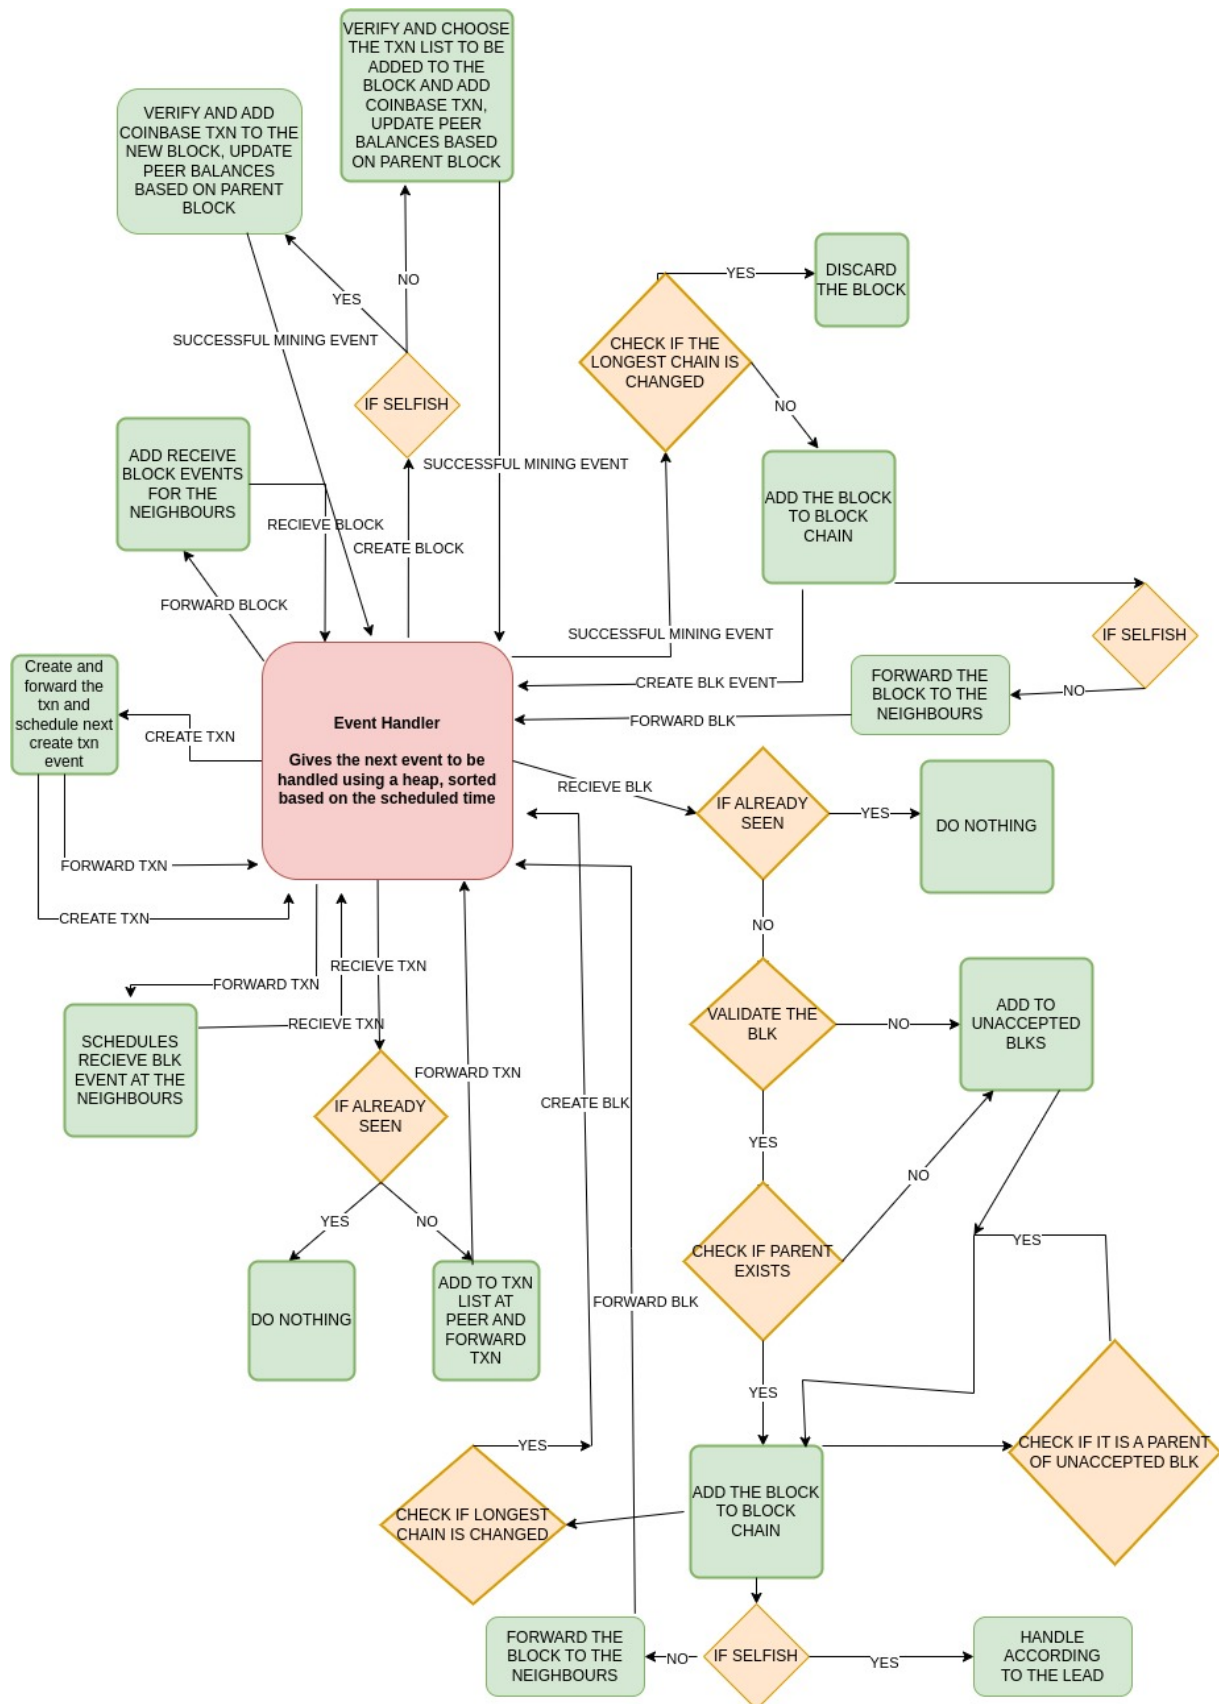 VERIFY AND CHOOSE
THE TXN LIST TO BE
ADDED TO THE
BLOCK AND ADD
COINBASE TXN,
UPDATE PEER
BALANCES BASED
ON PARENT BLOCK
VERIFY AND ADD
COINBASE TXN TO THE
NEW BLOCK, UPDATE
PEER BALANCES
BASED ON PARENT
BLOCK
NO
YES
SUCCESSFUL MINING EVENT
IF SELFISH
YES
DISCARD
THE BLOCK
CHECK IF THE
LONGEST CHAIN IS
CHANGED
NO
SUCCESSFUL MINING EVENT
ADD RECEIVE
BLOCK EVENTS
FOR THE
NEIGHBOURS
RECIEVE BLOCK
CREATE BLOCK
ADD THE BLOCK
TO BLOCK
CHAIN
FORWARD BLOCK
SUCCESSFUL MINING EVENT
IF SELFISH
CREATE BLK EVENT
NO
FORWARD THE
BLOCK TO THE
NEIGHBOURS
FORWARD BLK
Create and
forward the
txn and
schedule next
create txn
event
CREATE TXN
Event Handler
Gives the next event to be
handled using a heap, sorted
based on the scheduled time
RECIEVE BLK
IF ALREADY
SEEN
YES
DO NOTHING
FORWARD TXN
CREATE TXN
NO
FORWARD TXN
RECIEVE TXN
RECIEVE TXN
SCHEDULES
RECIEVE BLK
EVENT AT THE
NEIGHBOURS
VALIDATE THE
BLK
NO
ADD TO
UNACCEPTED
BLKS
FORWARD TXN
CREATE BLK
IF ALREADY
SEEN
YES
NO
YES
NO
CHECK IF PARENT
EXISTS
YES
DO NOTHING
ADD TO TXN
LIST AT
PEER AND
FORWARD
TXN
FORWARD BLK
YES
YES
CHECK IF IT IS A PARENT
OF UNACCEPTED BLK
ADD THE BLOCK
TO BLOCK
CHAIN
CHECK IF LONGEST
CHAIN IS CHANGED
FORWARD THE
BLOCK TO THE
NEIGHBOURS
NO
IF SELFISH
YES
HANDLE
ACCORDING
TO THE LEAD